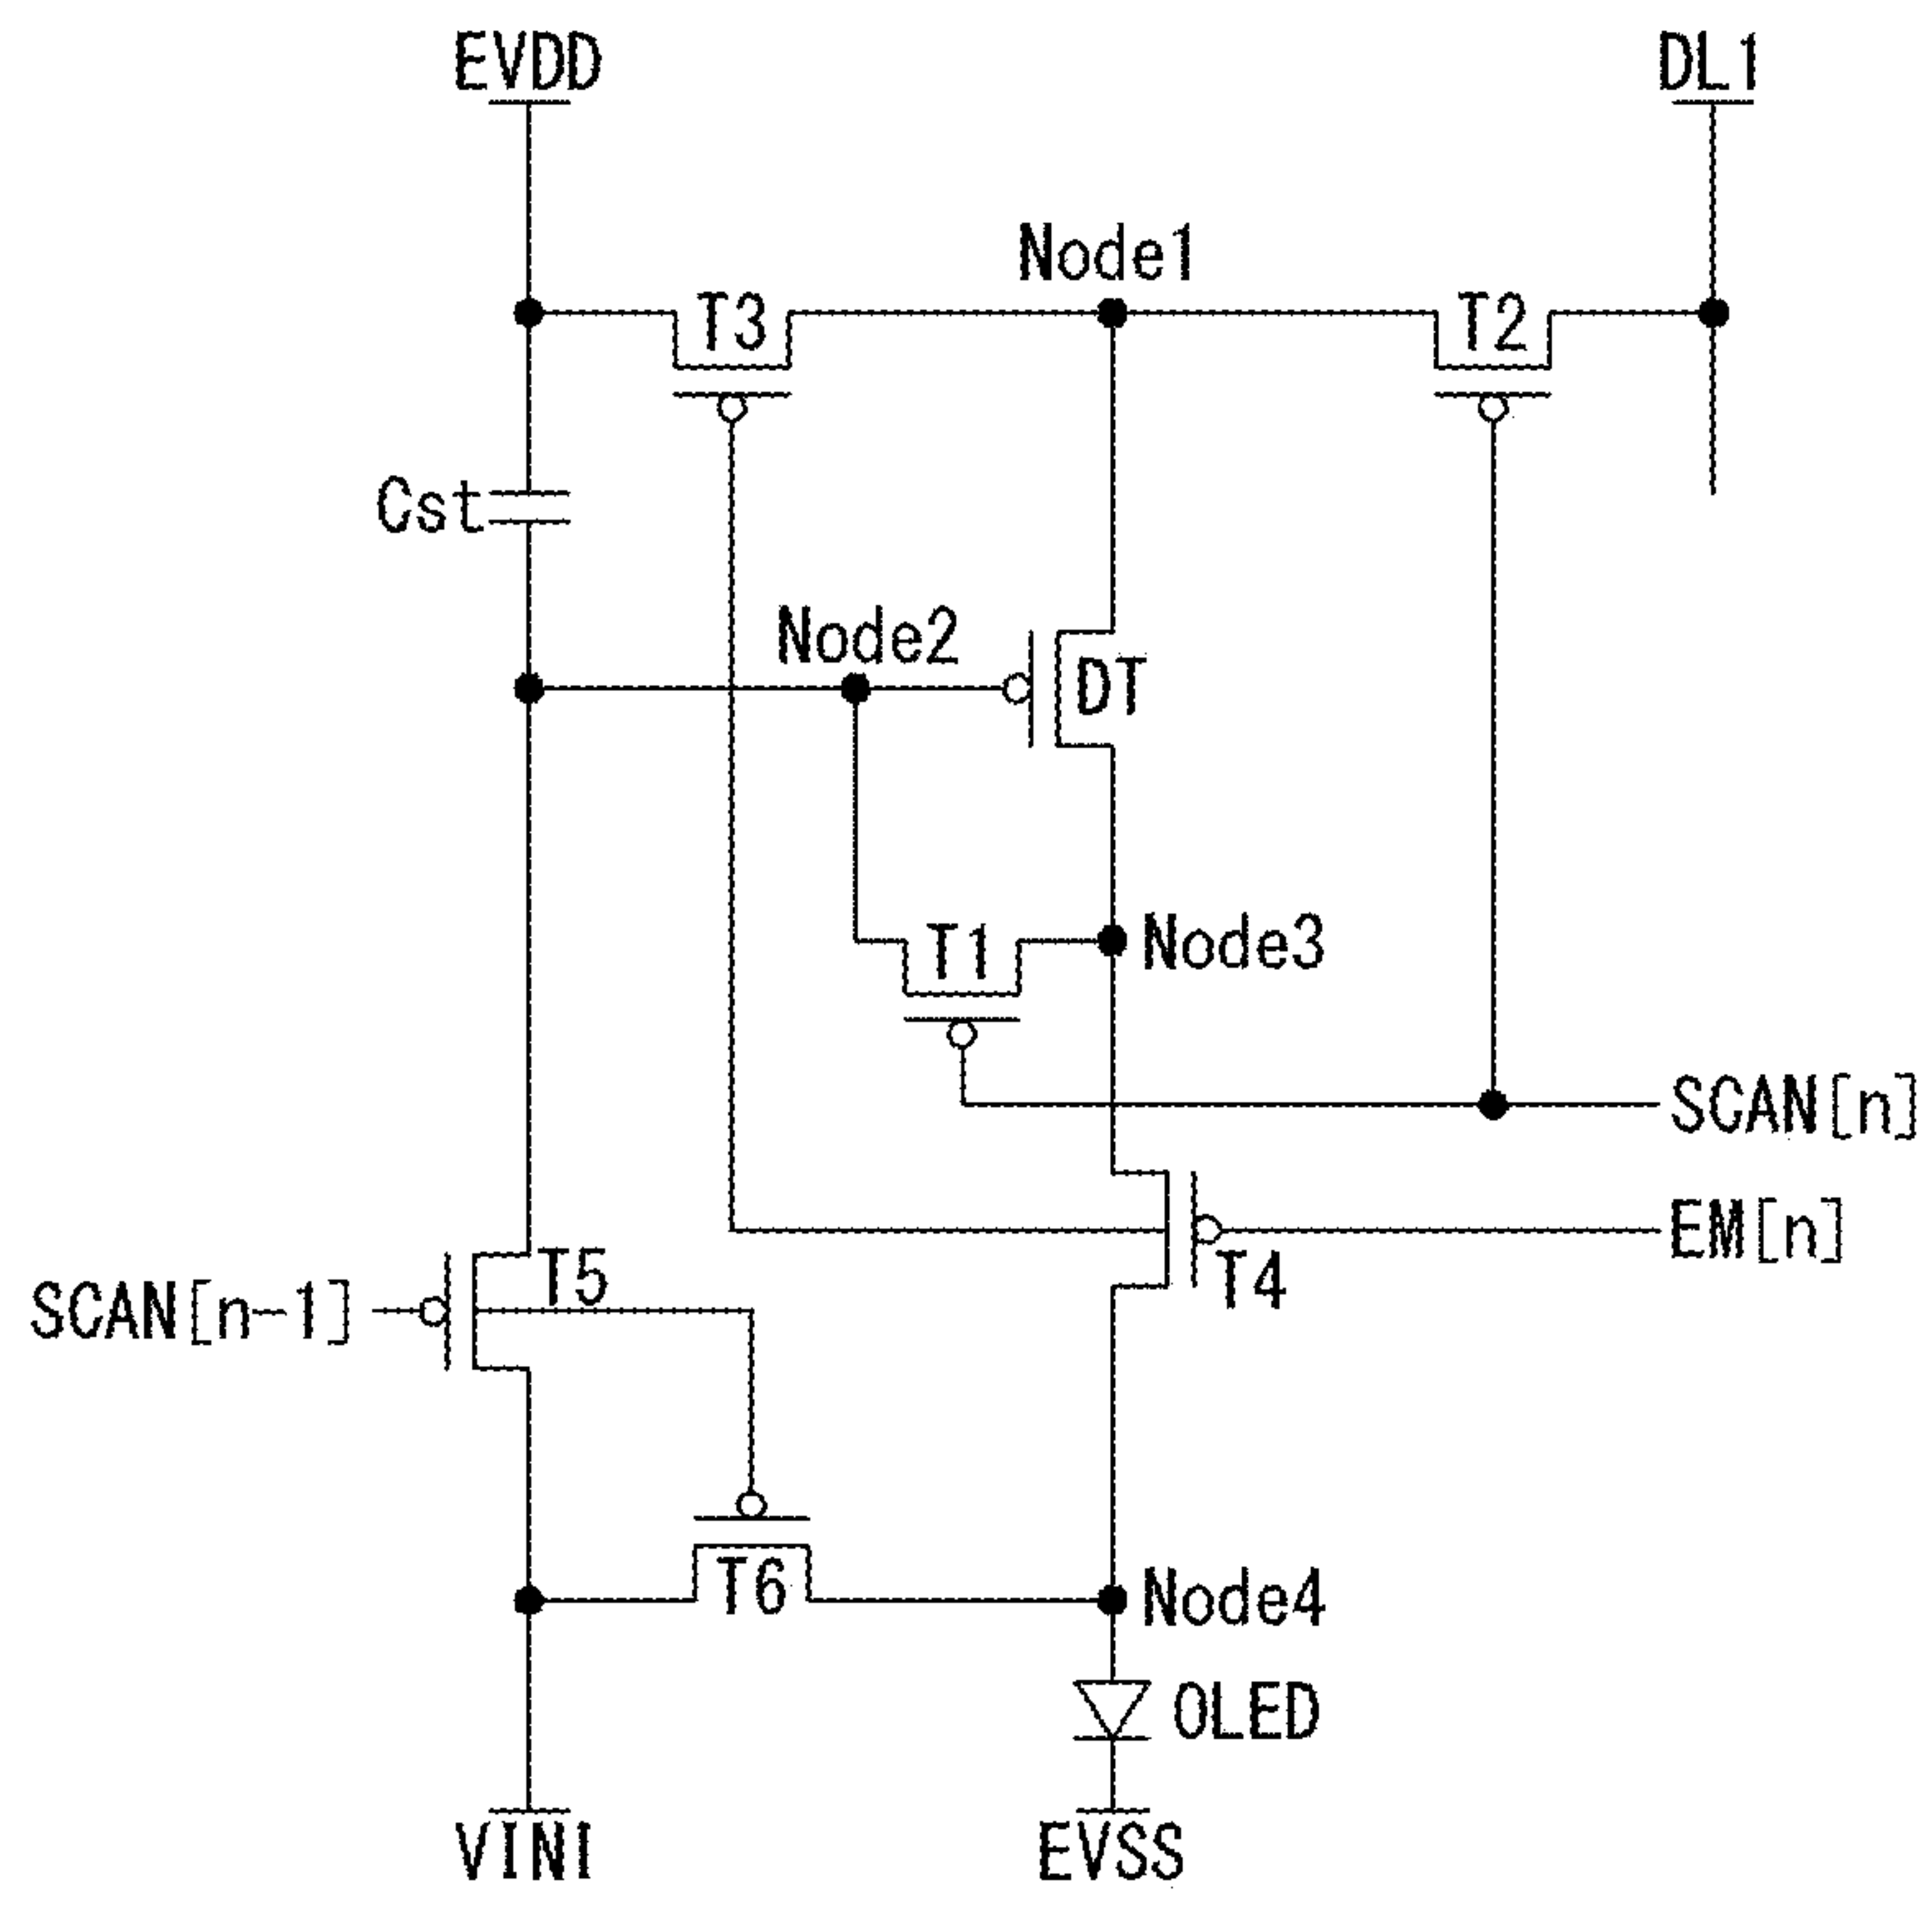 EVDD
DL1
Node1
T3
T2
Cst
Node2
DT
T1
Node3
SCAN[n]
EM[n]
T5
T4
SCAN[n-1]
T6
Node4
OLED
VINI
EVSS